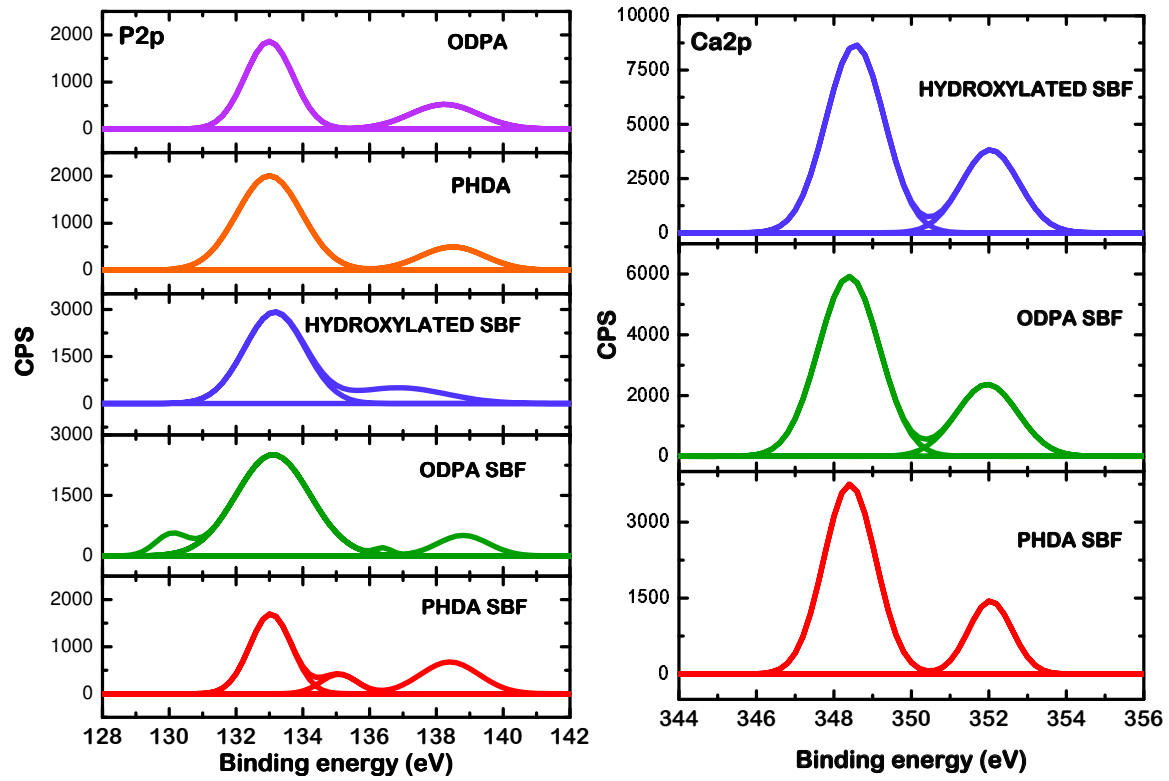 P2p
ODPA
2000
1000
0
PHDA
2000
1000
0
HYDROXYLATED SBF
3000
1500
0
ODPA SBF
3000
1500
0
PHDA SBF
2000
1000
0
CPS
128 130 132 134 136 138 140 142
Binding energy (eV)
Ca2p
HYDROXYLATED SBF
10000
7500
5000
2500
0
ODPA SBF
6000
4000
2000
0
PHDA SBF
3000
1500
0
CPS
344 346 348 350 352 354 356
Binding energy (eV)